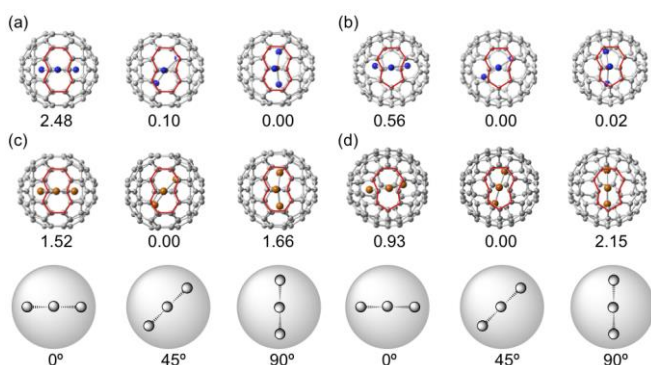 (a) (b)
2.48 0.10 0.00 0.56 0.00 0.02
(c) (d)
1.52 0.00 1.66 0.93 0.00 2.15
0º 45º 90º 0º 45º 90º